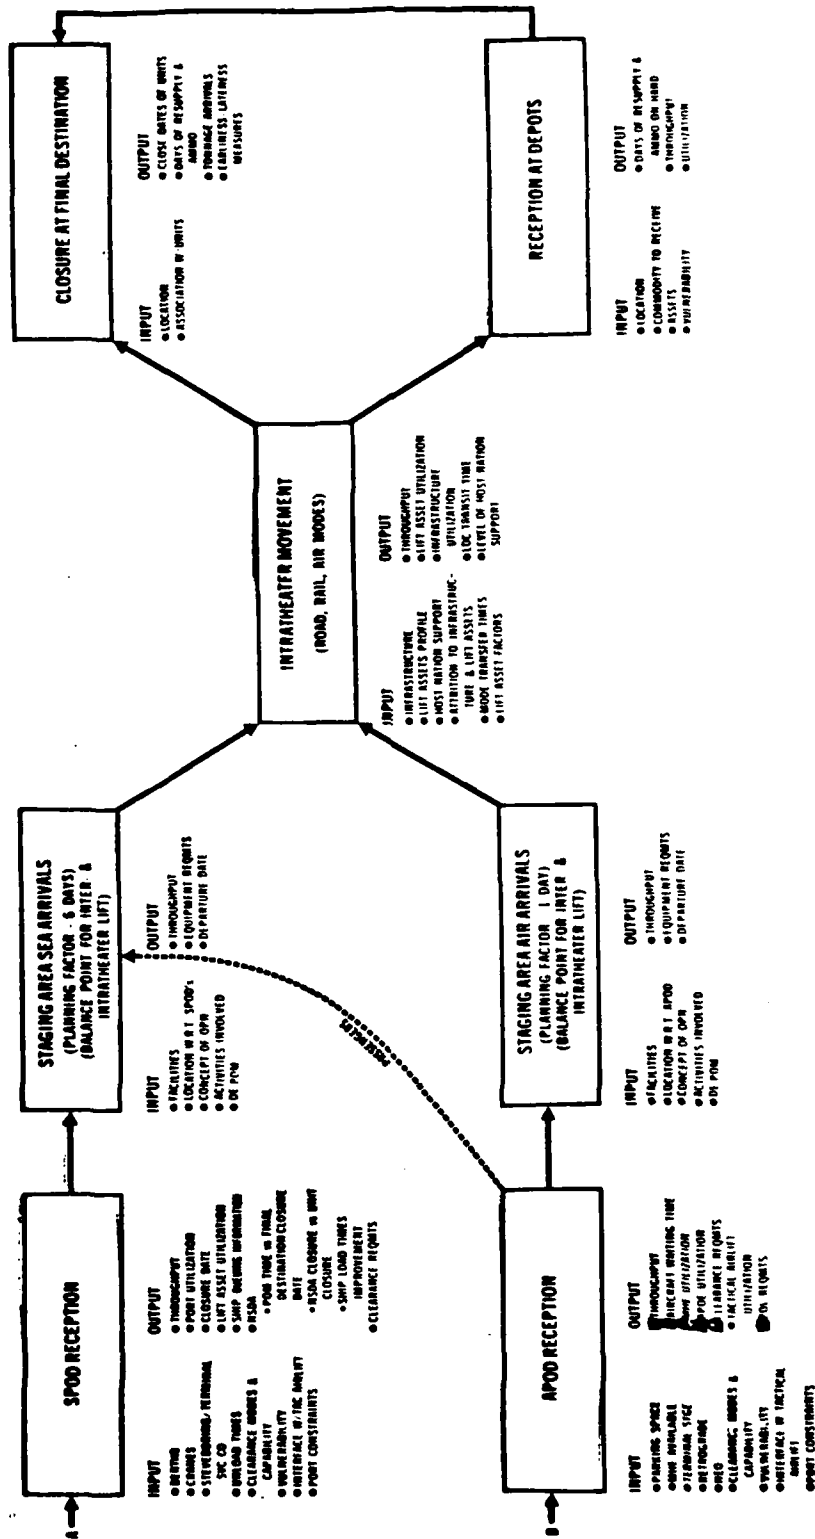 A
SPOD RECEPTION
INPUT
• BERTHS
• CRANES
• STEVEDORING/TERMINAL
SVC CO
• UNLOAD TIMES
• CLEARANCE MODES &
CAPABILITY
• VULNERABILITY
• INTERFACE W/TAC AIRLIFT
• PORT CONSTRAINTS
OUTPUT
• THROUGHPUT
• PORT UTILIZATION
• CLOSURE DATE
• LIFT ASSET UTILIZATION
• SHIP QUEUING INFORMATION
• RSDA
• POM TIME vs FINAL
DESTINATION CLOSURE
DATE
• RSDA CLOSURE vs UNIT
CLOSURE
• SHIP LOAD TIMES
IMPROVEMENT
• CLEARANCE REQMTS
STAGING AREA SEA ARRIVALS
(PLANNING FACTOR - 6 DAYS)
(BALANCE POINT FOR INTER- &
INTRATHEATER LIFT)
INPUT
• FACILITIES
• LOCATION W R T SPOD's
• CONCEPT OF OPN
• ACTIVITIES INVOLVED
• DE POM
OUTPUT
• THROUGHPUT
• EQUIPMENT REQMTS
• DEPARTURE DATE
B
APOD RECEPTION
INPUT
• PARKING SPACE
• MHE AVAILABLE
• TERMINAL SVCE
• RETROGRADE
• NEO
• CLEARING MODES &
CAPABILITY
• VULNERABILITY
• INTERFACE W TACTICAL
AIRLIFT
• PORT CONSTRAINTS
OUTPUT
THROUGHPUT
AIRCRAFT WAITING TIME
UTILIZATION
UTILIZATION
CLEARANCE REQMTS
• TACTICAL AIRLIFT
UTILIZATION
POL REQMTS
STAGING AREA AIR ARRIVALS
(PLANNING FACTOR 1 DAY)
(BALANCE POINT FOR INTER &
INTRATHEATER LIFT)
INPUT
• FACILITIES
• LOCATION W R T APOD
• CONCEPT OF OPN
• ACTIVITIES INVOLVED
• DE POM
OUTPUT
• THROUGHPUT
• EQUIPMENT REQMTS
• DEPARTURE DATE
INTRATHEATER MOVEMENT
(ROAD, RAIL, AIR MODES)
INPUT
• INFRASTRUCTURE
• LIFT ASSETS PROFILE
• HOST NATION SUPPORT
• ATTRITION TO INFRASTRUC-
TURE & LIFT ASSETS
• MODE TRANSFER TIMES
• LIFT ASSET FACTORS
OUTPUT
• THROUGHPUT
• LIFT ASSET UTILIZATION
• INFRASTRUCTURE
UTILIZATION
• LOC TRANSIT TIME
• LEVEL OF HOST NATION
SUPPORT
CLOSURE AT FINAL DESTINATION
INPUT
• LOCATION
• ASSOCIATION W UNITS
OUTPUT
• CLOSE DATES OF UNITS
• DAYS OF RESUPPLY &
AMMO
• TONNAGE ARRIVALS
• EARLINESS LATENESS
MEASURES
RECEPTION AT DEPOTS
INPUT
• LOCATION
• COMMODITY TO RECEIVE
• ASSETS
• VULNERABILITY
OUTPUT
• DAYS OF RESUPPLY &
AMMO ON HAND
• THROUGHPUT
• UTILIZATION